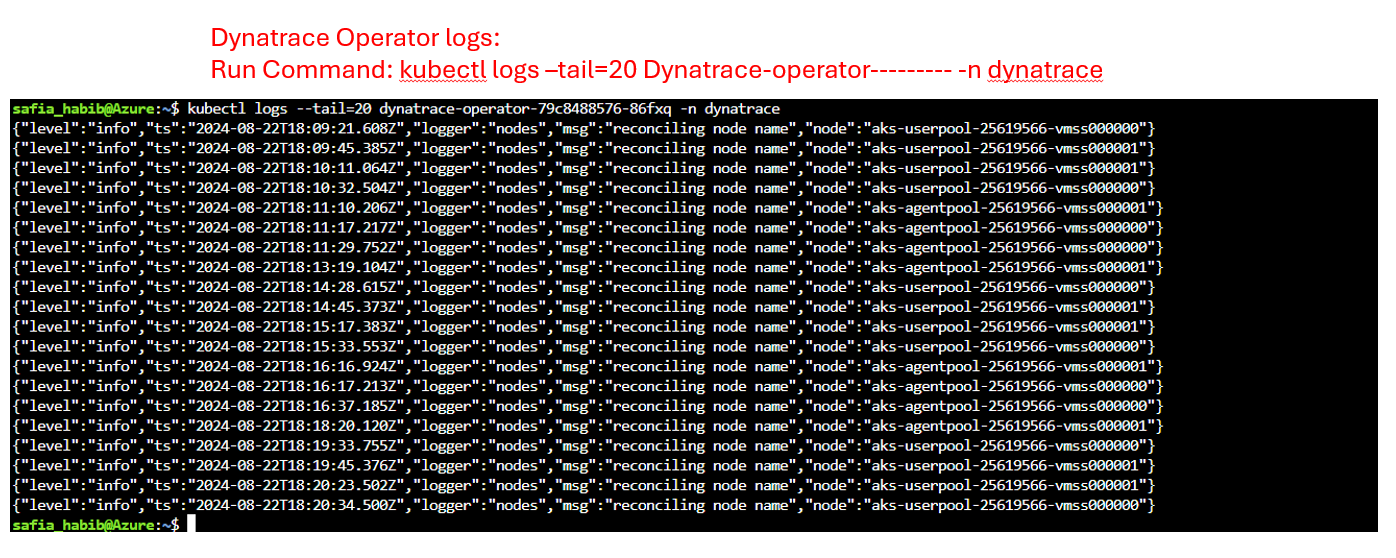 Dynatrace Operator logs:
Run Command: kubectl logs –tail=20 Dynatrace-operator--------- -n dynatrace
safia_habib@Azure:~$ kubectl logs --tail=20 dynatrace-operator-79c8488576-86fxq -n dynatrace
{"level":"info","ts":"2024-08-22T18:09:21.608Z","logger":"nodes","msg":"reconciling node name","node":"aks-userpool-25619566-vmss000000"}
{"level":"info","ts":"2024-08-22T18:09:45.385Z","logger":"nodes","msg":"reconciling node name","node":"aks-userpool-25619566-vmss000001"}
{"level":"info","ts":"2024-08-22T18:10:11.064Z","logger":"nodes","msg":"reconciling node name","node":"aks-userpool-25619566-vmss000001"}
{"level":"info","ts":"2024-08-22T18:10:32.504Z","logger":"nodes","msg":"reconciling node name","node":"aks-userpool-25619566-vmss000000"}
{"level":"info","ts":"2024-08-22T18:11:10.206Z","logger":"nodes","msg":"reconciling node name","node":"aks-agentpool-25619566-vmss000001"}
{"level":"info","ts":"2024-08-22T18:11:17.217Z","logger":"nodes","msg":"reconciling node name","node":"aks-agentpool-25619566-vmss000000"}
{"level":"info","ts":"2024-08-22T18:11:29.752Z","logger":"nodes","msg":"reconciling node name","node":"aks-agentpool-25619566-vmss000000"}
{"level":"info","ts":"2024-08-22T18:13:19.104Z","logger":"nodes","msg":"reconciling node name","node":"aks-agentpool-25619566-vmss000001"}
{"level":"info","ts":"2024-08-22T18:14:28.615Z","logger":"nodes","msg":"reconciling node name","node":"aks-userpool-25619566-vmss000000"}
{"level":"info","ts":"2024-08-22T18:14:45.373Z","logger":"nodes","msg":"reconciling node name","node":"aks-userpool-25619566-vmss000001"}
{"level":"info","ts":"2024-08-22T18:15:17.383Z","logger":"nodes","msg":"reconciling node name","node":"aks-userpool-25619566-vmss000001"}
{"level":"info","ts":"2024-08-22T18:15:33.553Z","logger":"nodes","msg":"reconciling node name","node":"aks-userpool-25619566-vmss000000"}
{"level":"info","ts":"2024-08-22T18:16:16.924Z","logger":"nodes","msg":"reconciling node name","node":"aks-agentpool-25619566-vmss000001"}
{"level":"info","ts":"2024-08-22T18:16:17.213Z","logger":"nodes","msg":"reconciling node name","node":"aks-agentpool-25619566-vmss000000"}
{"level":"info","ts":"2024-08-22T18:16:37.185Z","logger":"nodes","msg":"reconciling node name","node":"aks-agentpool-25619566-vmss000000"}
{"level":"info","ts":"2024-08-22T18:18:20.120Z","logger":"nodes","msg":"reconciling node name","node":"aks-agentpool-25619566-vmss000001"}
{"level":"info","ts":"2024-08-22T18:19:33.755Z","logger":"nodes","msg":"reconciling node name","node":"aks-userpool-25619566-vmss000000"}
{"level":"info","ts":"2024-08-22T18:19:45.376Z","logger":"nodes","msg":"reconciling node name","node":"aks-userpool-25619566-vmss000001"}
{"level":"info","ts":"2024-08-22T18:20:23.502Z","logger":"nodes","msg":"reconciling node name","node":"aks-userpool-25619566-vmss000001"}
{"level":"info","ts":"2024-08-22T18:20:34.500Z","logger":"nodes","msg":"reconciling node name","node":"aks-userpool-25619566-vmss000000"}
safia_habib@Azure:~$